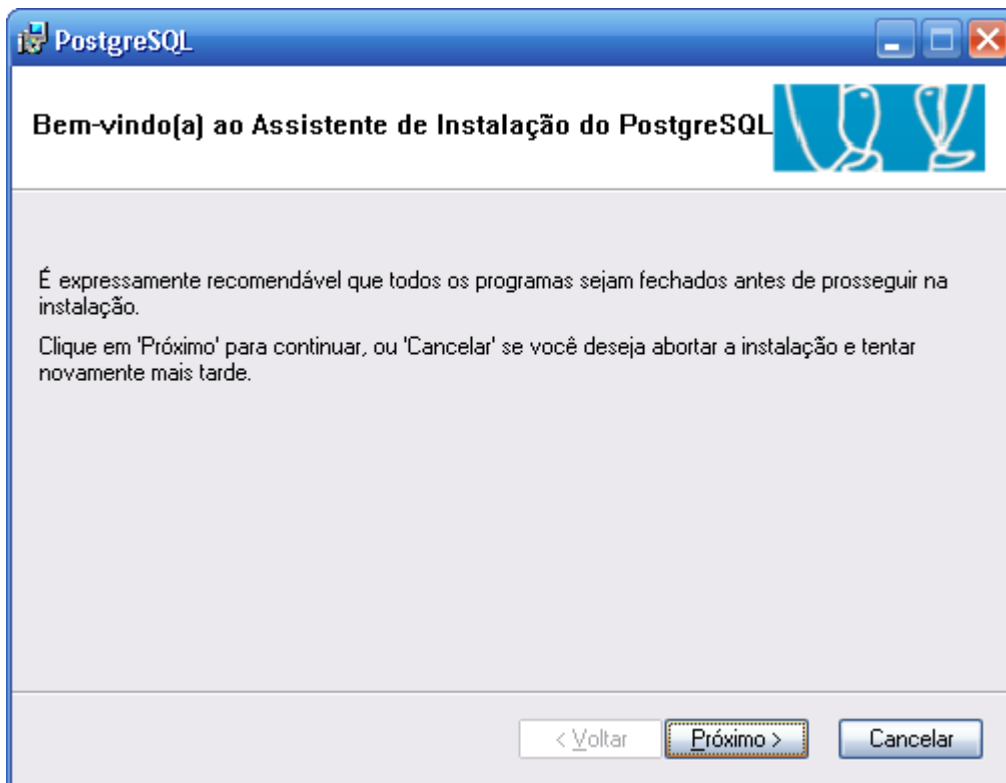 PostgreSQL
Bem-vindo(a) ao Assistente de Instalação do PostgreSQL
É expressamente recomendável que todos os programas sejam fechados antes de prosseguir na
instalação.
Clique em 'Próximo' para continuar, ou 'Cancelar' se você deseja abortar a instalação e tentar
novamente mais tarde.
< Voltar
Próximo >
Cancelar